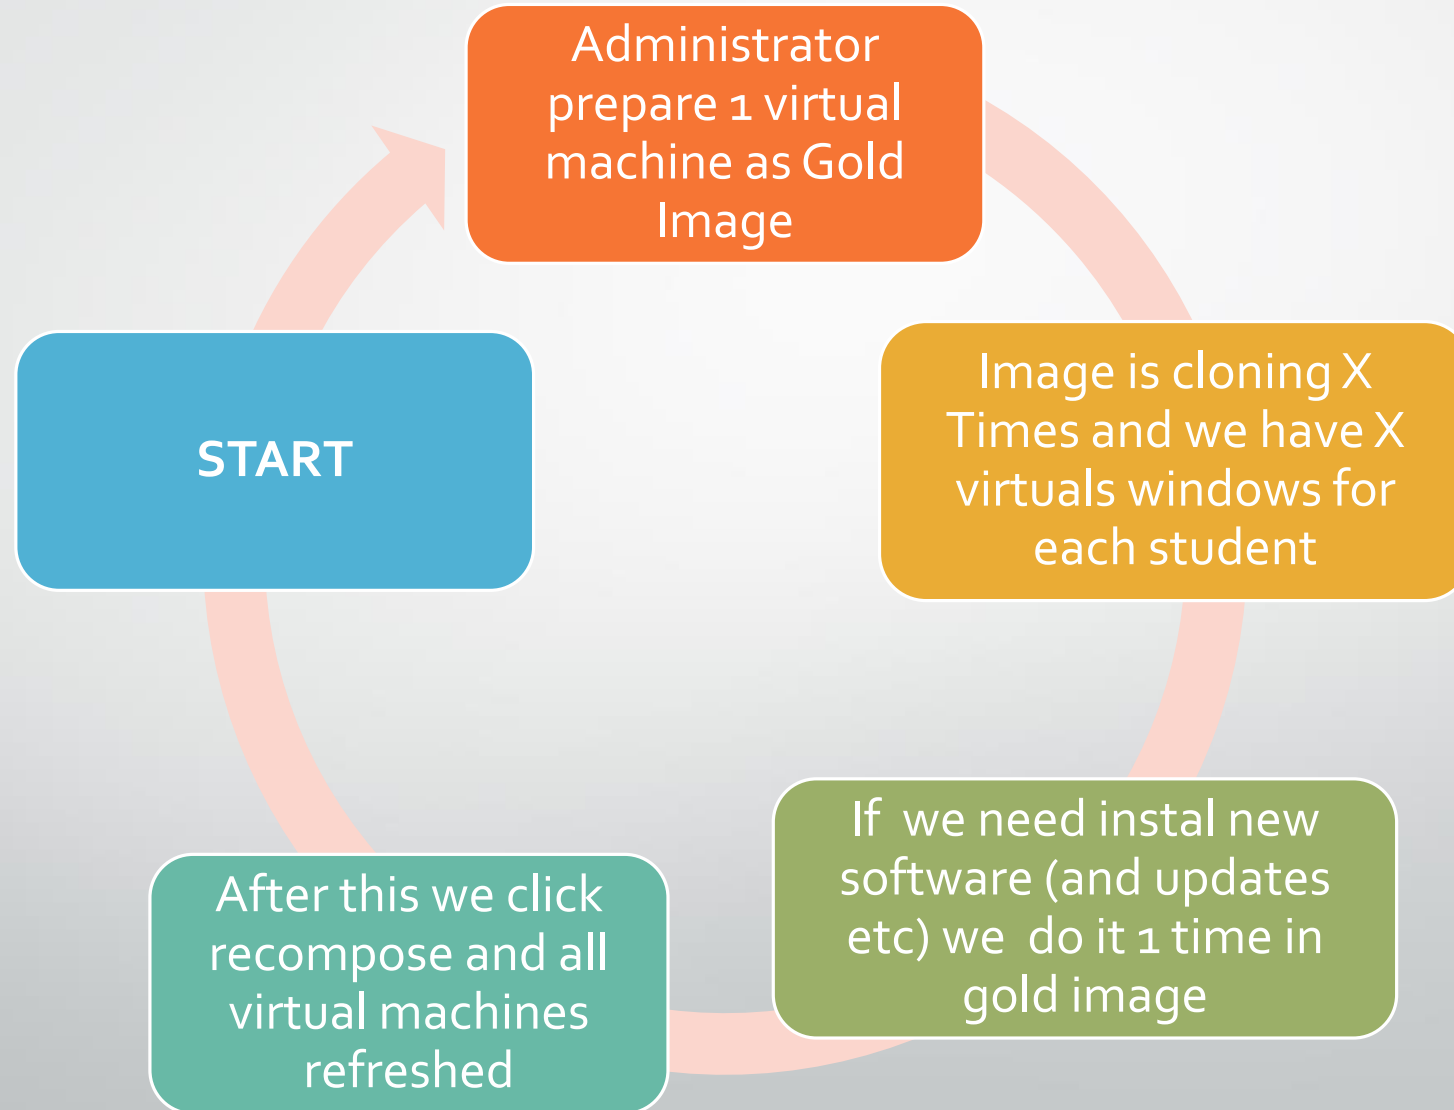 START
Administrator
prepare 1 virtual
machine as Gold
Image
Image is cloning X
Times and we have X
virtuals windows for
each student
If  we need instal new
software (and updates
etc) we  do it 1 time in
gold image
After this we click
recompose and all
virtual machines
refreshed